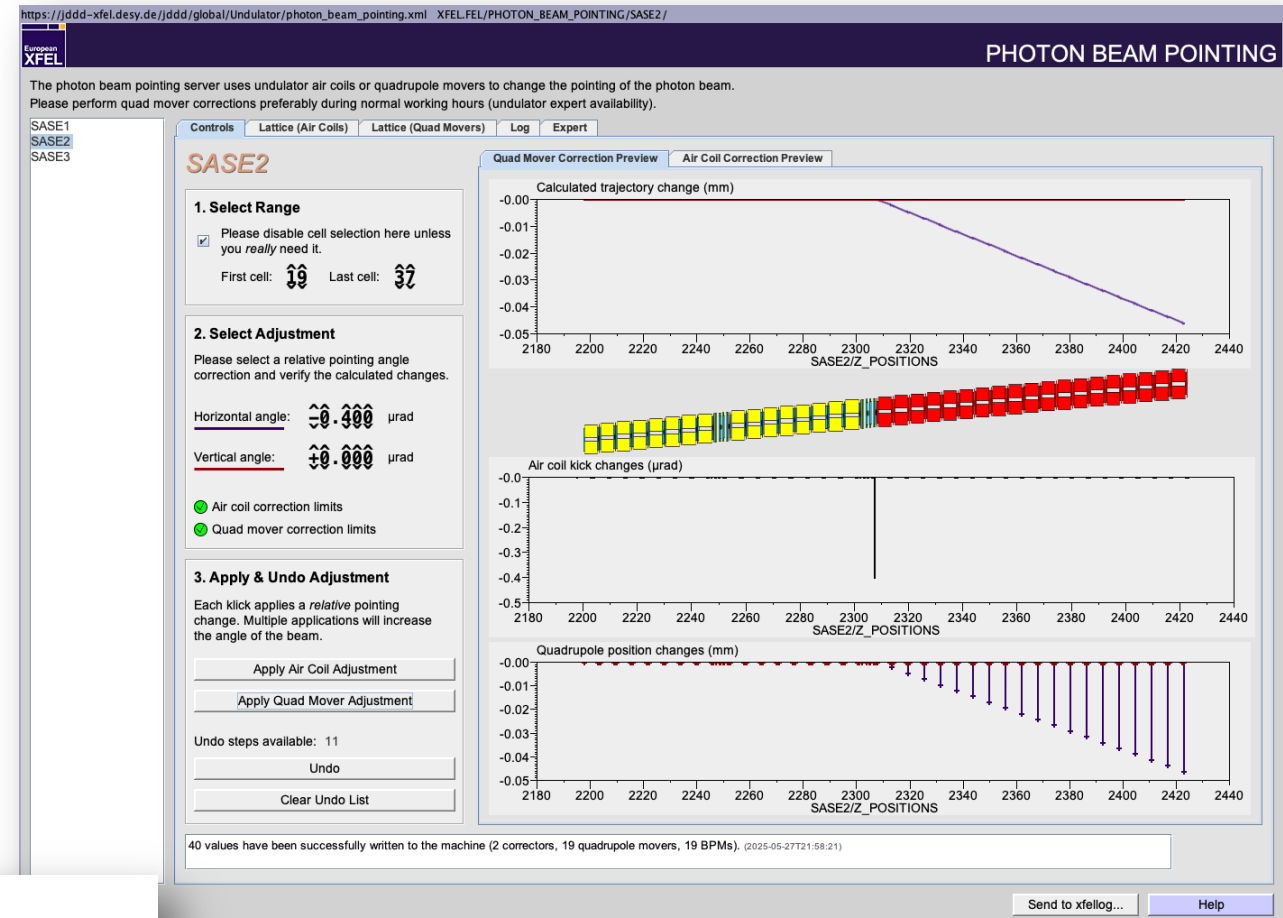 https://jddd-xfel.desy.de/jddd/global/Undulator/photon_beam_pointing.xml XFEL.FEL/PHOTON_BEAM_POINTING/SASE2/
European
XFEL
PHOTON BEAM POINTING
The photon beam pointing server uses undulator air coils or quadrupole movers to change the pointing of the photon beam.
Please perform quad mover corrections preferably during normal working hours (undulator expert availability).
SASE1
SASE2
SASE3
Controls Lattice (Air Coils) Lattice (Quad Movers) Log Expert
SASE2
1. Select Range
Please disable cell selection here unless
you really need it.
First cell: 19 Last cell: 37
2. Select Adjustment
Please select a relative pointing angle
correction and verify the calculated changes.
Horizontal angle: -0.400 µrad
Vertical angle: +0.000 µrad
Air coil correction limits
Quad mover correction limits
3. Apply & Undo Adjustment
Each klick applies a relative pointing
change. Multiple applications will increase
the angle of the beam.
Apply Air Coil Adjustment
Apply Quad Mover Adjustment
Undo steps available: 11
Undo
Clear Undo List
Quad Mover Correction Preview Air Coil Correction Preview
Calculated trajectory change (mm)
-0.00
-0.01
-0.02
-0.03
-0.04
-0.05
2180 2200 2220 2240 2260 2280 2300 2320 2340 2360 2380 2400 2420 2440
SASE2/Z_POSITIONS
Air coil kick changes (µrad)
-0.0
-0.1
-0.2
-0.3
-0.4
-0.5
2180 2200 2220 2240 2260 2280 2300 2320 2340 2360 2380 2400 2420 2440
SASE2/Z_POSITIONS
Quadrupole position changes (mm)
-0.00
-0.01
-0.02
-0.03
-0.04
-0.05
2180 2200 2220 2240 2260 2280 2300 2320 2340 2360 2380 2400 2420 2440
SASE2/Z_POSITIONS
40 values have been successfully written to the machine (2 correctors, 19 quadrupole movers, 19 BPMs). (2025-05-27T21:58:21)
Send to xfellog... Help